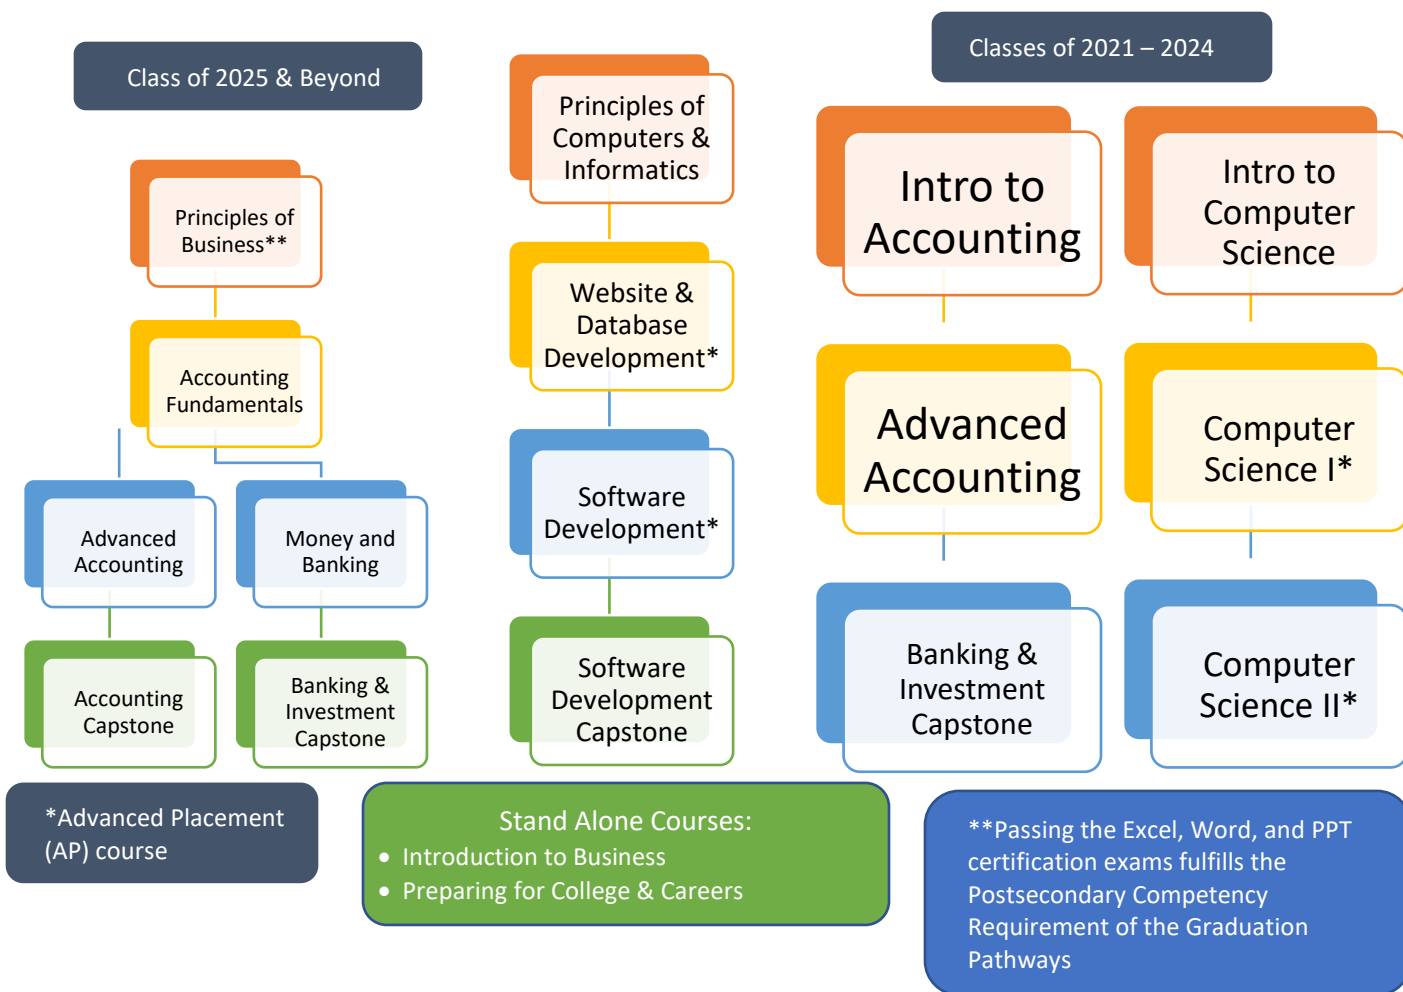 Class of 2025 & Beyond
Principles of
Business**
Accounting
Fundamentals
Advanced
Accounting
Money and
Banking
Accounting
Capstone
Banking &
Investment
Capstone
Principles of
Computers &
Informatics
Website &
Database
Development*
Software
Development*
Software
Development
Capstone
Classes of 2021 – 2024
Intro to
Accounting
Advanced
Accounting
Banking &
Investment
Capstone
Intro to
Computer
Science
Computer
Science I*
Computer
Science II*
*Advanced Placement
(AP) course
Stand Alone Courses:
• Introduction to Business
• Preparing for College & Careers
**Passing the Excel, Word, and PPT
certification exams fulfills the
Postsecondary Competency
Requirement of the Graduation
Pathways